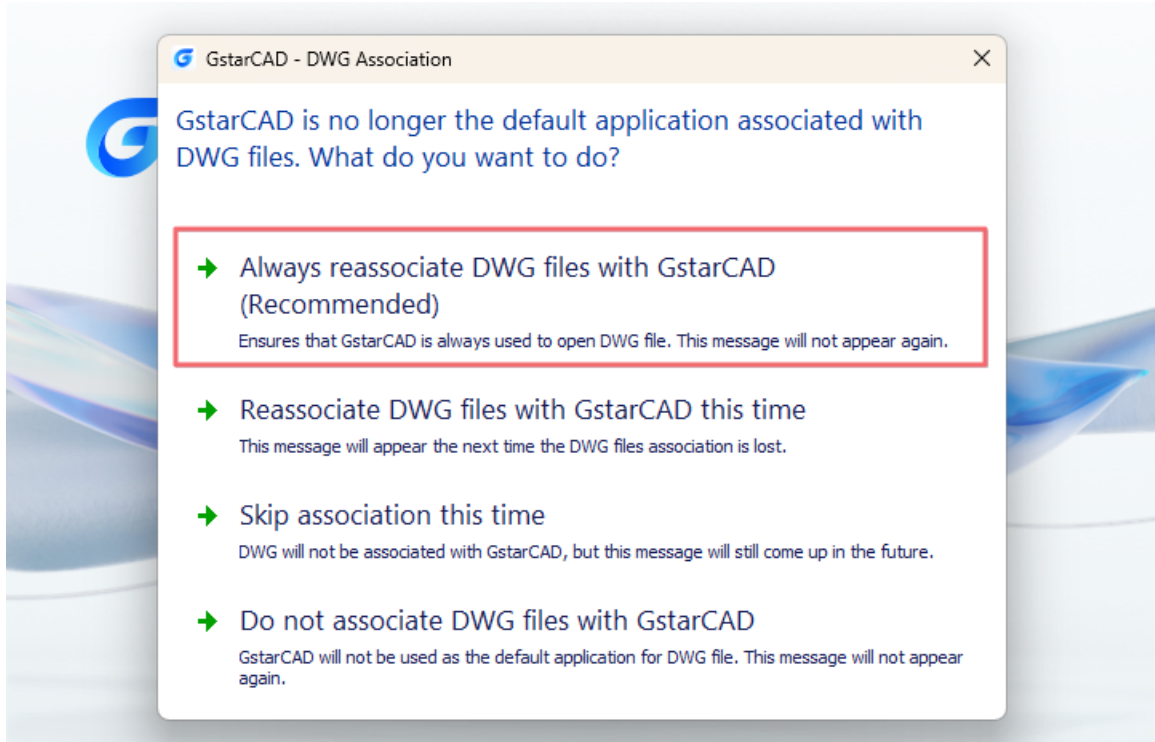 GstarCAD - DWG Association
GstarCAD is no longer the default application associated with
DWG files. What do you want to do?
Always reassociate DWG files with GstarCAD
(Recommended)
Ensures that GstarCAD is always used to open DWG file. This message will not appear again.
Reassociate DWG files with GstarCAD this time
This message will appear the next time the DWG files association is lost.
Skip association this time
DWG will not be associated with GstarCAD, but this message will still come up in the future.
Do not associate DWG files with GstarCAD
GstarCAD will not be used as the default application for DWG file. This message will not appear
again.